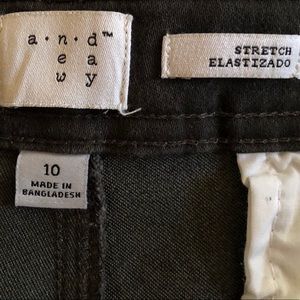 a·n·d™
e a
w y
STRETCH
ELASTIZADO
10
MADE IN
BANGLADESH